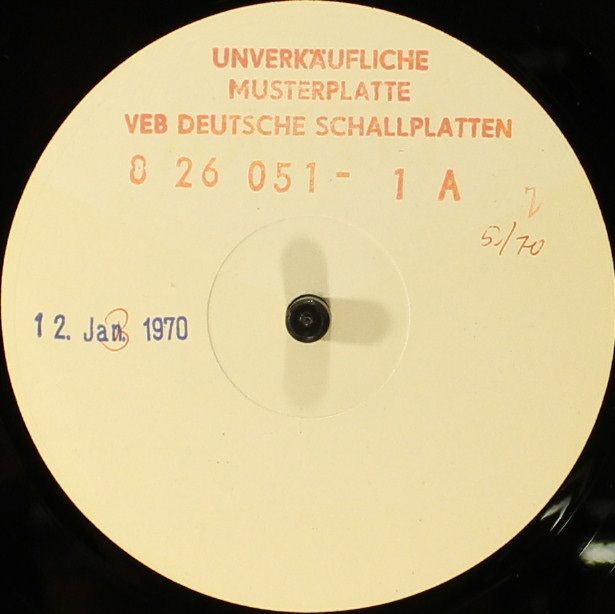 UNVERKÄUFLICHE
MUSTERPLATTE
VEB DEUTSCHE SCHALLPLATTEN
8 26 051 - 1 A
5/70
12. Jan. 1970